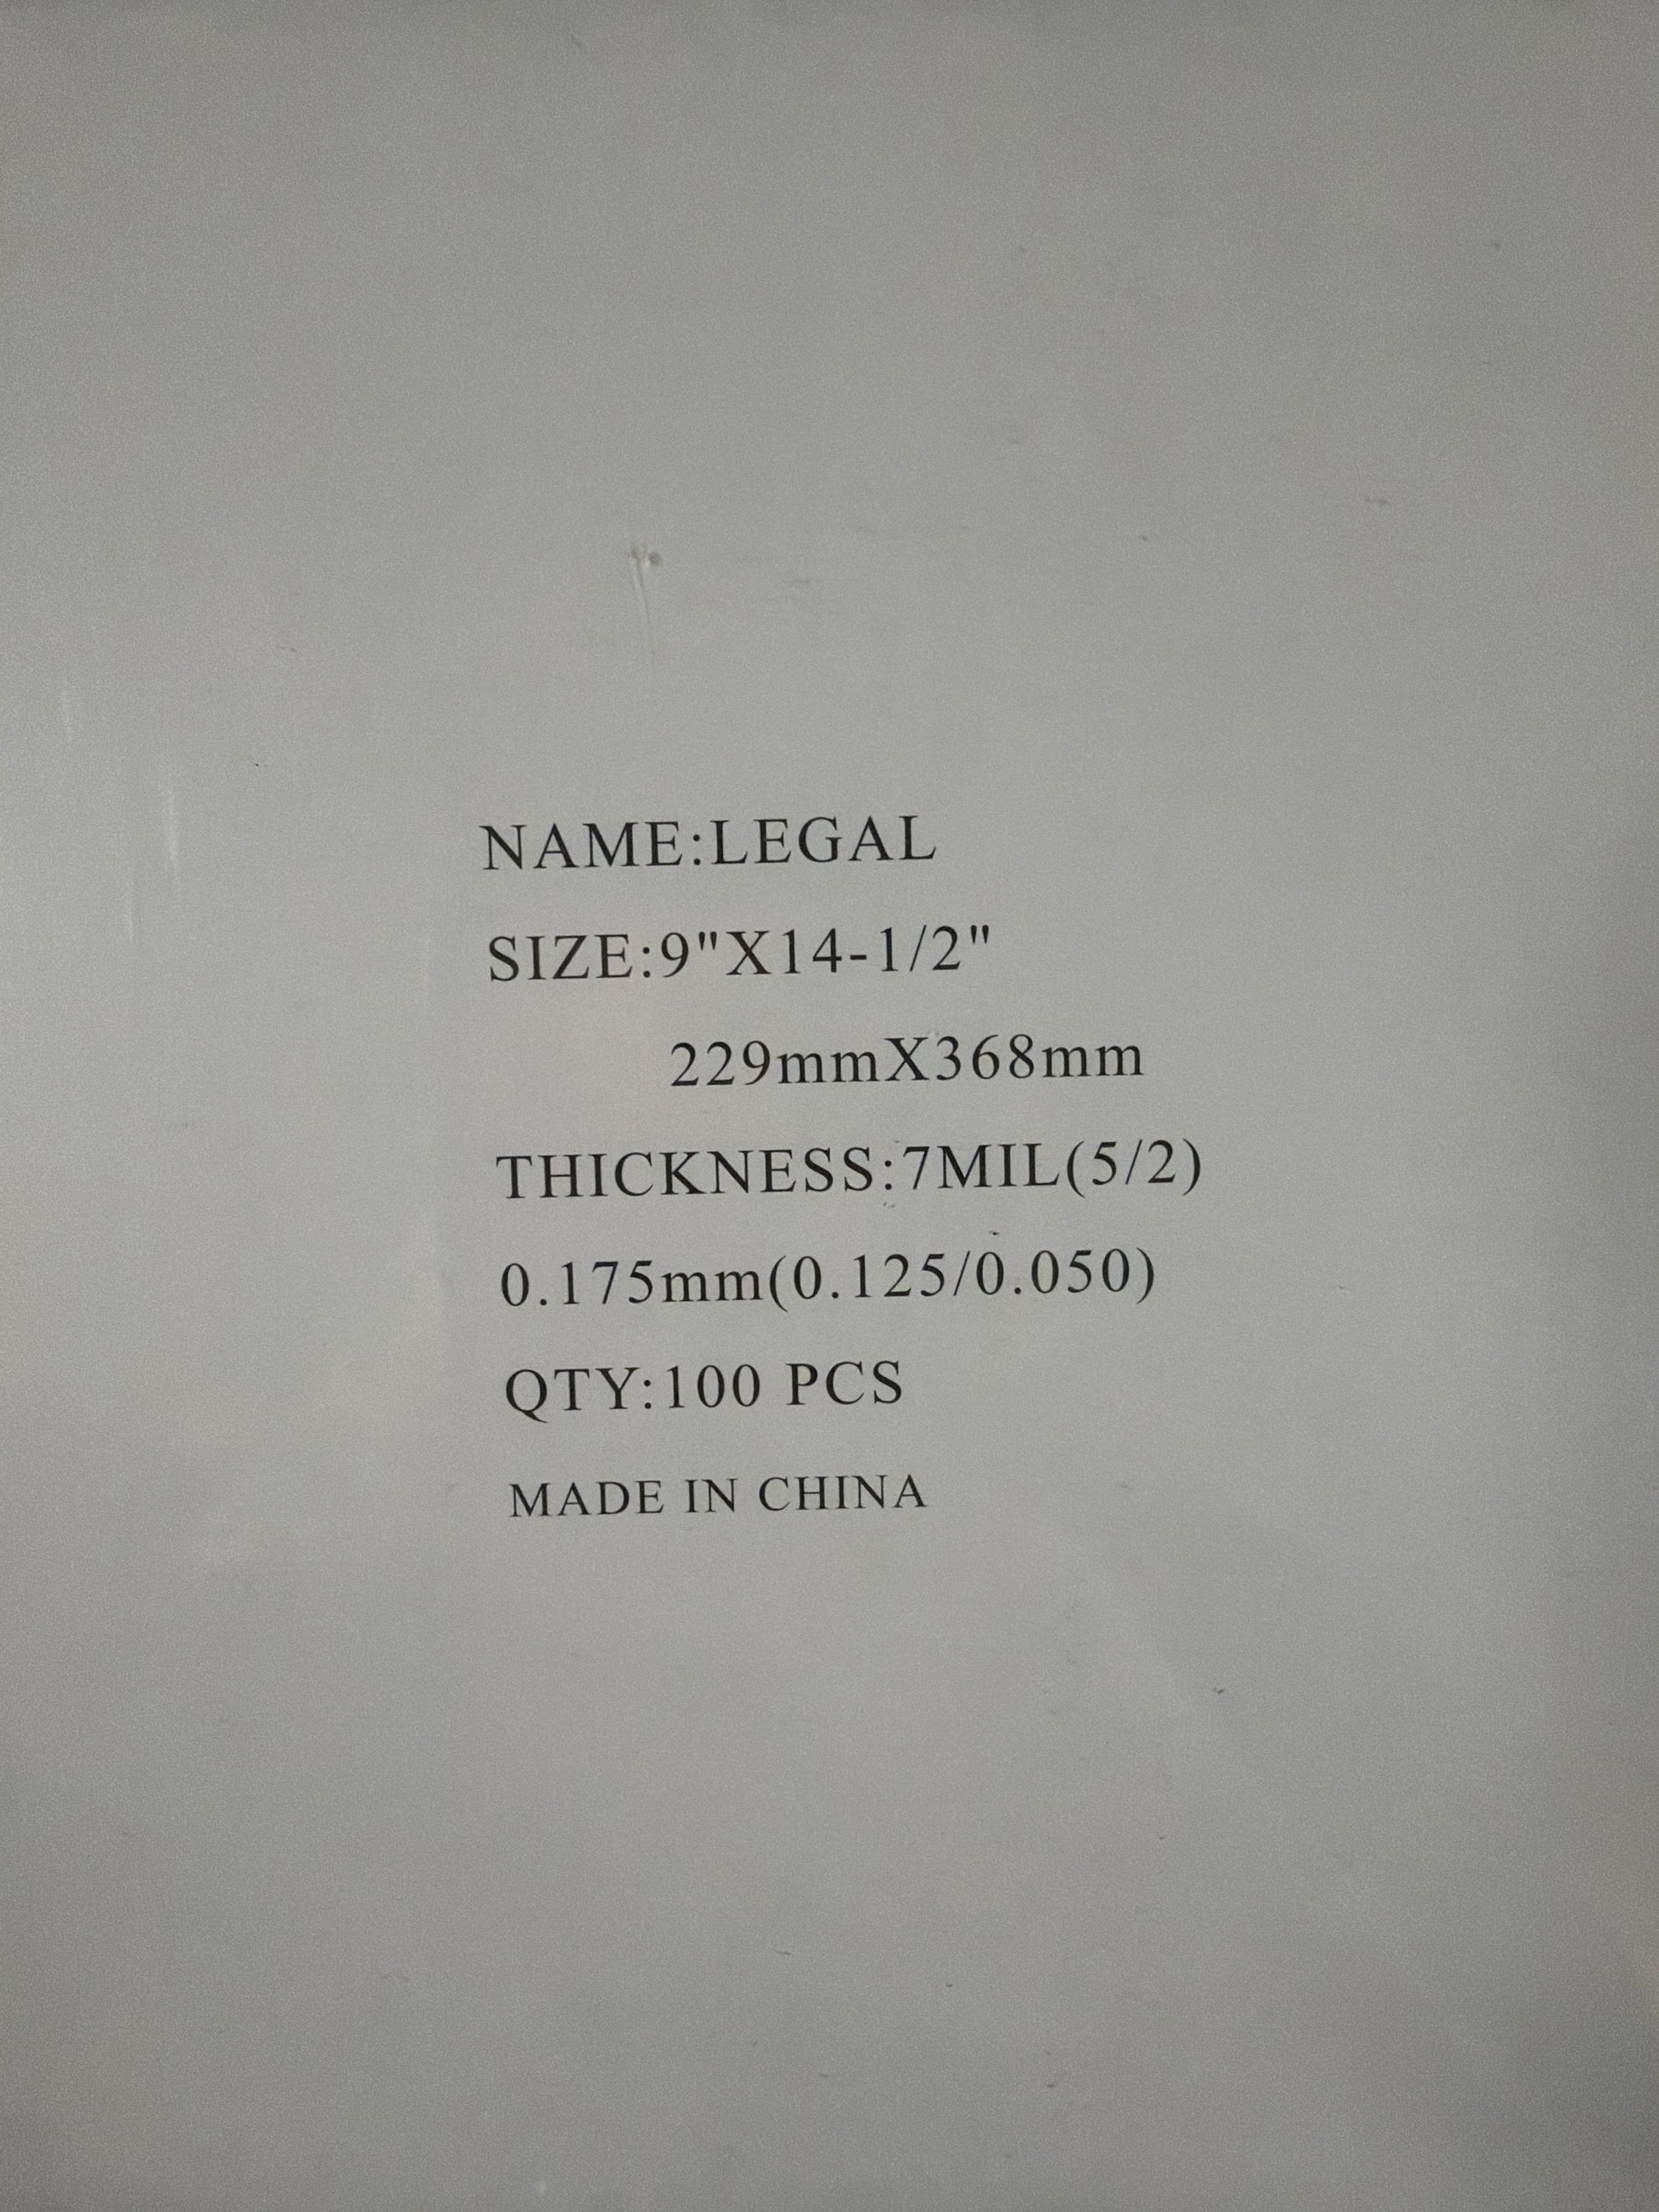 NAME:LEGAL
SIZE:9"X14-1/2"
229mmX368mm
THICKNESS:7MIL(5/2)
0.175mm(0.125/0.050)
QTY:100 PCS
MADE IN CHINA